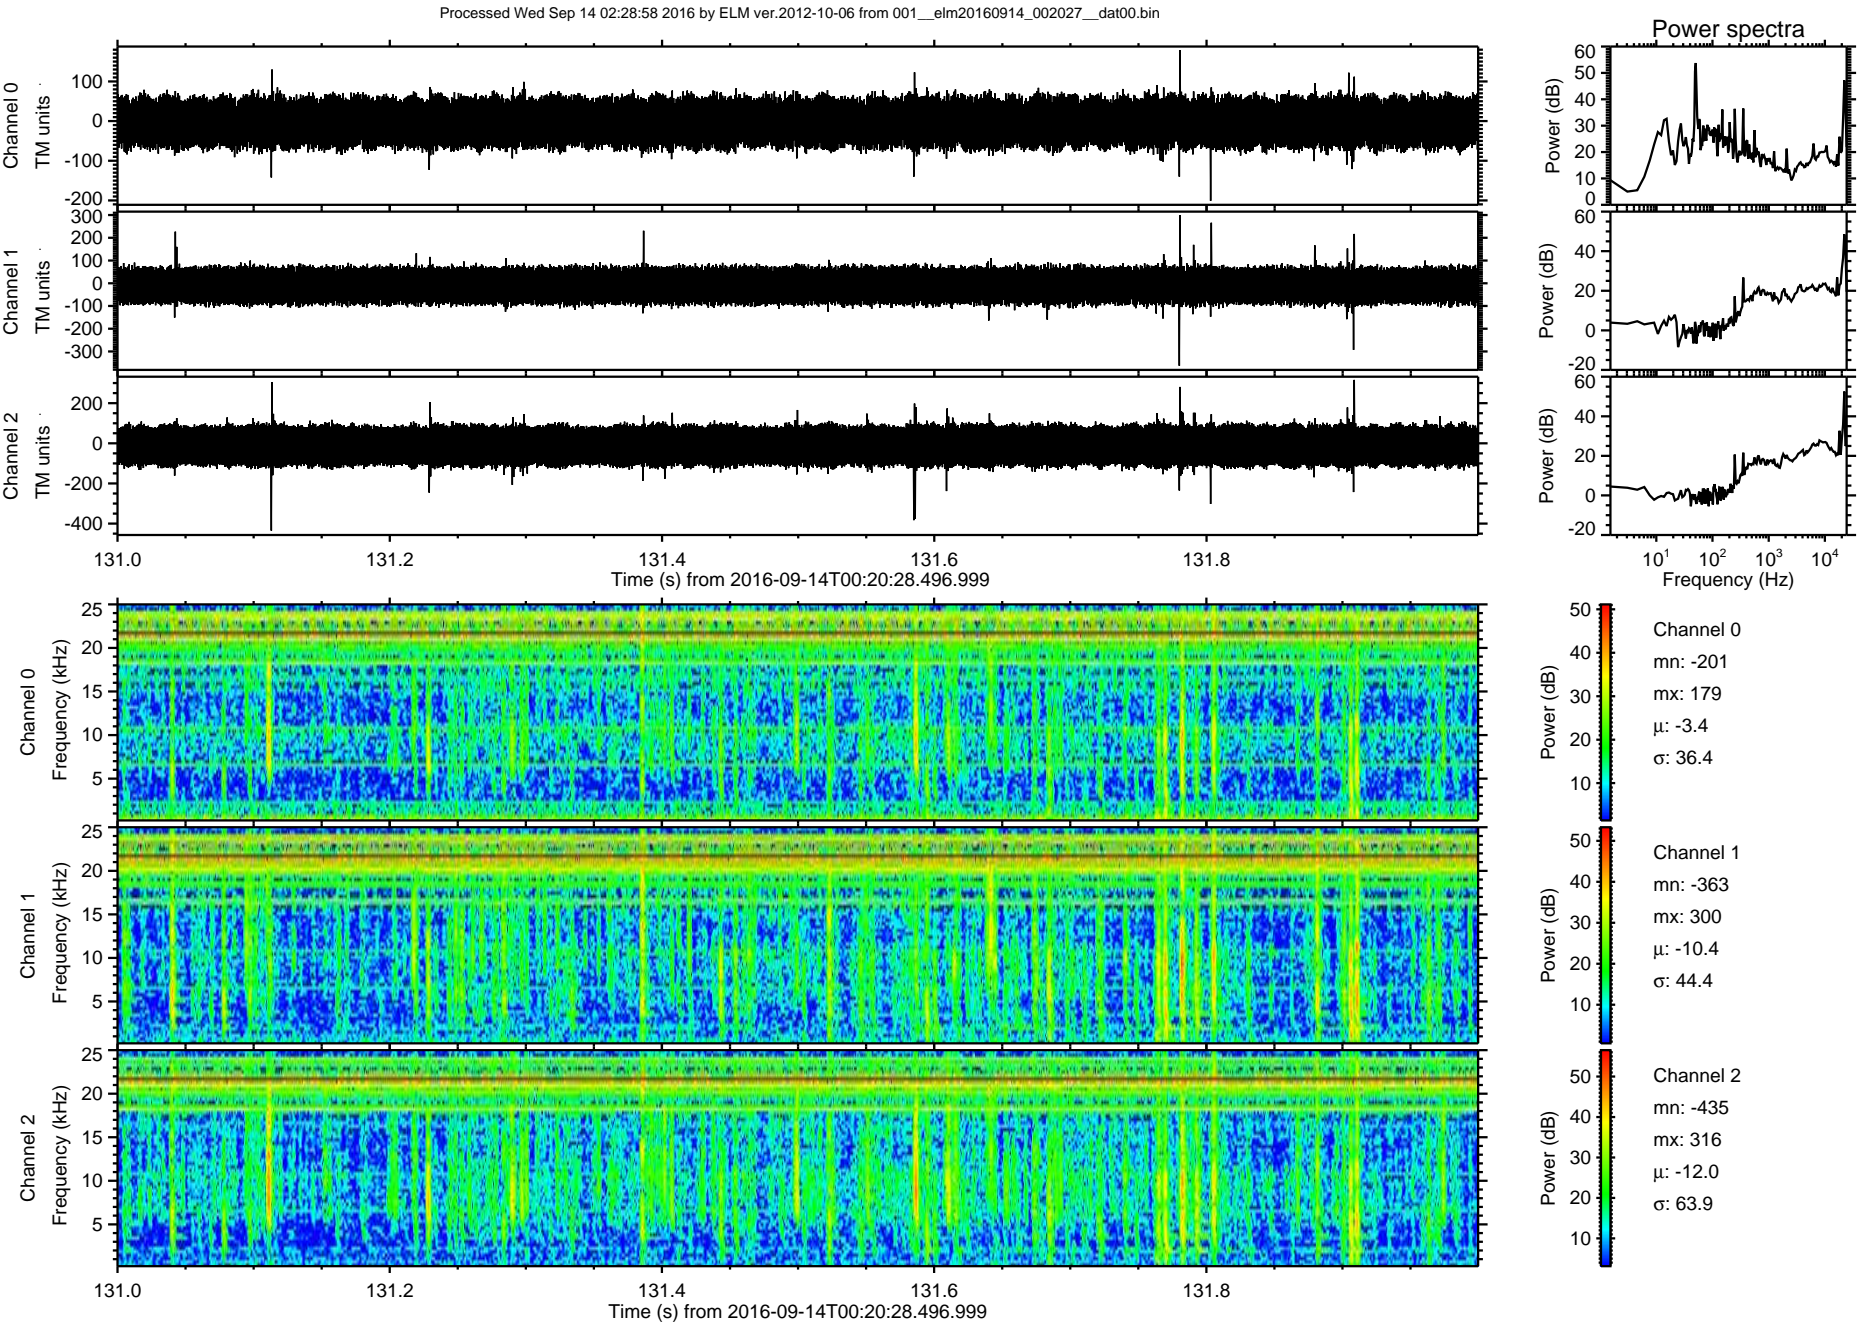 Processed Wed Sep 14 02:28:58 2016 by ELM ver.2012-10-06 from 001__elm20160914_002027__dat00.bin
Power spectra
Channel 0
TM units
100
0
-100
-200
Power (dB)
60
50
40
30
20
10
0
Channel 1
TM units
300
200
100
0
-100
-200
-300
Power (dB)
60
40
20
0
-20
Channel 2
TM units
200
0
-200
-400
Power (dB)
60
40
20
0
-20
131.0 131.2 131.4 131.6 131.8
Time (s) from 2016-09-14T00:20:28.496.999
10¹ 10² 10³ 10⁴
Frequency (Hz)
Channel 0
Frequency (kHz)
25
20
15
10
5
Power (dB)
50
40
30
20
10
Channel 0
mn: -201
mx: 179
μ: -3.4
σ: 36.4
Channel 1
Frequency (kHz)
25
20
15
10
5
Power (dB)
50
40
30
20
10
Channel 1
mn: -363
mx: 300
μ: -10.4
σ: 44.4
Channel 2
Frequency (kHz)
25
20
15
10
5
Power (dB)
50
40
30
20
10
Channel 2
mn: -435
mx: 316
μ: -12.0
σ: 63.9
131.0 131.2 131.4 131.6 131.8
Time (s) from 2016-09-14T00:20:28.496.999